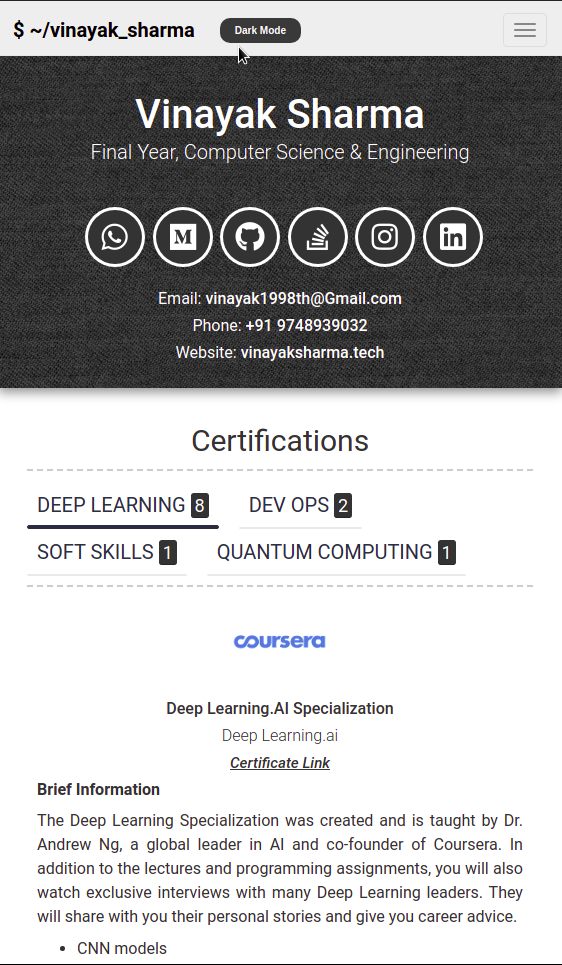 $ ~/vinayak_sharma
Dark Mode
Vinayak Sharma
Final Year, Computer Science & Engineering
Email: vinayak1998th@Gmail.com
Phone: +91 9748939032
Website: vinayaksharma.tech
Certifications
DEEP LEARNING 8
DEV OPS 2
SOFT SKILLS 1
QUANTUM COMPUTING 1
coursera
Deep Learning.AI Specialization
Deep Learning.ai
Certificate Link
Brief Information
The Deep Learning Specialization was created and is taught by Dr.
Andrew Ng, a global leader in AI and co-founder of Coursera. In
addition to the lectures and programming assignments, you will also
watch exclusive interviews with many Deep Learning leaders. They
will share with you their personal stories and give you career advice.
• CNN models